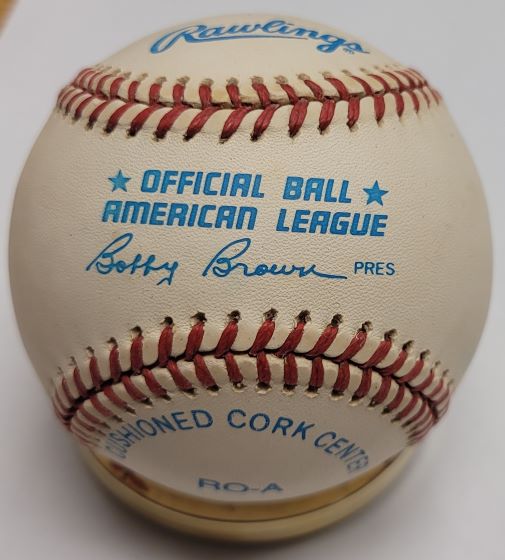 Rawlings
★ OFFICIAL BALL ★
AMERICAN LEAGUE
Bobby Brown PRES
CUSHIONED CORK CENTER
RO-A